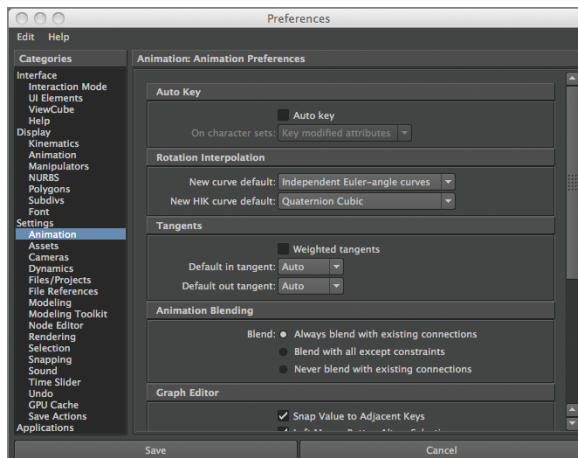 Preferences
Edit Help
Categories
Interface
Interaction Mode
UI Elements
ViewCube
Help
Display
Kinematics
Animation
Manipulators
NURBS
Polygons
Subdivs
Font
Settings
Animation
Assets
Cameras
Dynamics
Files/Projects
File References
Modeling
Modeling Toolkit
Node Editor
Rendering
Selection
Snapping
Sound
Time Slider
Undo
GPU Cache
Save Actions
Applications
Animation: Animation Preferences
Auto Key
Auto key
On character sets: Key modified attributes
Rotation Interpolation
New curve default: Independent Euler-angle curves
New HIK curve default: Quaternion Cubic
Tangents
Weighted tangents
Default in tangent: Auto
Default out tangent: Auto
Animation Blending
Blend: Always blend with existing connections
Blend with all except constraints
Never blend with existing connections
Graph Editor
Snap Value to Adjacent Keys
Save Cancel